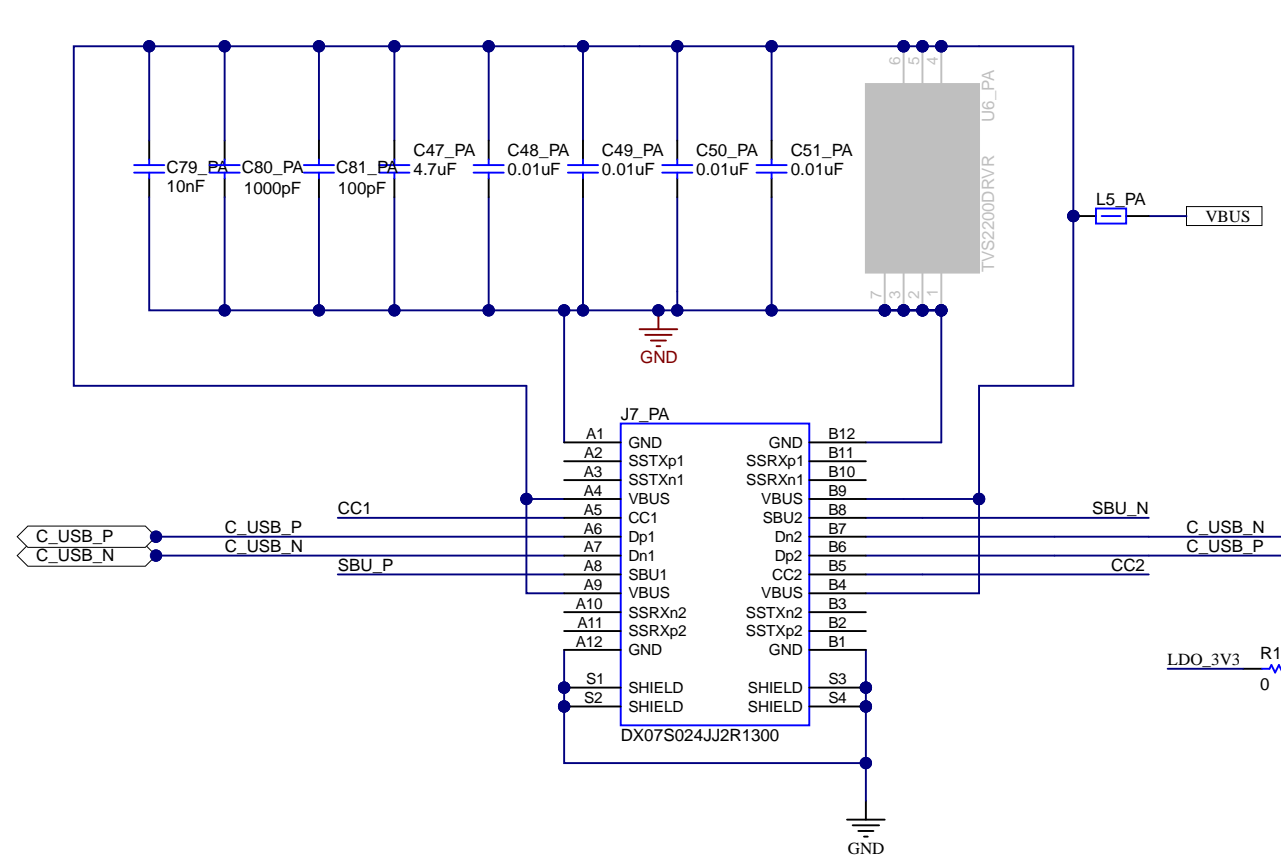 6 5 4
U6_PA
C79_PA
10nF
C80_PA
1000pF
C81_PA
100pF
C47_PA
4.7uF
C48_PA
0.01uF
C49_PA
0.01uF
C50_PA
0.01uF
C51_PA
0.01uF
TVS2200DRVR
7 3 2 1
L5_PA
VBUS
GND
J7_PA
A1 GND GND B12
A2 SSTXp1 SSRXp1 B11
A3 SSTXn1 SSRXn1 B10
A4 VBUS VBUS B9
CC1 A5 CC1 SBU2 B8 SBU_N
C_USB_P C_USB_P A6 Dp1 Dn2 B7 C_USB_N
C_USB_N C_USB_N A7 Dn1 Dp2 B6 C_USB_P
SBU_P A8 SBU1 CC2 B5 CC2
A9 VBUS VBUS B4
A10 SSRXn2 SSTXn2 B3
A11 SSRXp2 SSTXp2 B2
A12 GND GND B1
S1 SHIELD SHIELD S3
S2 SHIELD SHIELD S4
DX07S024JJ2R1300
LDO_3V3
R1
0
GND